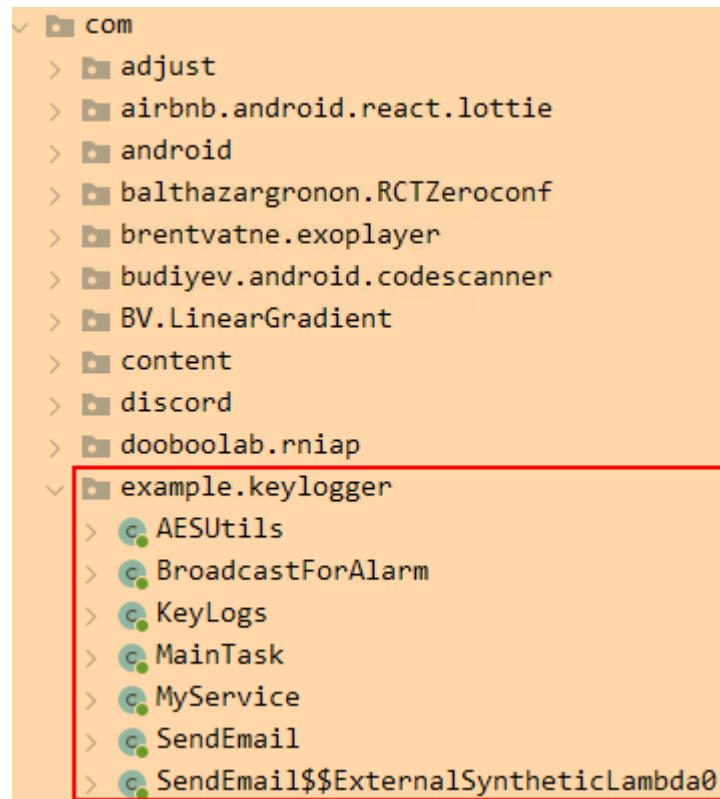 com
adjust
airbnb.android.react.lottie
android
balthazargronon.RCTZeroconf
brentvatne.exoplayer
budiyev.android.codescanner
BV.LinearGradient
content
discord
dooboolab.rniap
example.keylogger
AESUtils
BroadcastForAlarm
KeyLogs
MainTask
MyService
SendEmail
SendEmail$$ExternalSyntheticLambda0